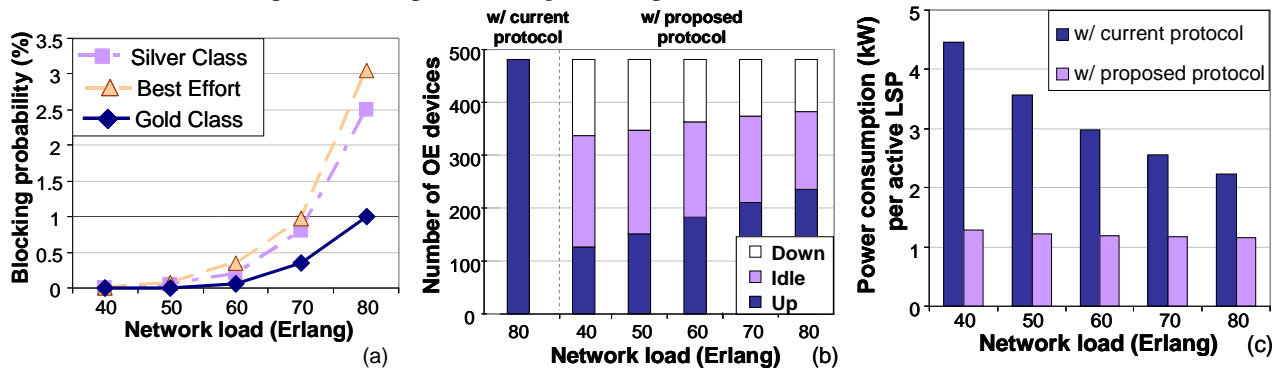 3.5
3
2.5
2
1.5
1
0.5
0
Blocking probability (%)
Silver Class
Best Effort
Gold Class
40 50 60 70 80
Network load (Erlang)
(a)
w/ current protocol
w/ proposed protocol
500
400
300
200
100
0
Number of OE devices
Down
Idle
Up
80 40 50 60 70 80
Network load (Erlang)
(b)
(c)
5
4
3
2
1
0
Power consumption (kW)
per active LSP
w/ current protocol
w/ proposed protocol
40 50 60 70 80
Network load (Erlang)